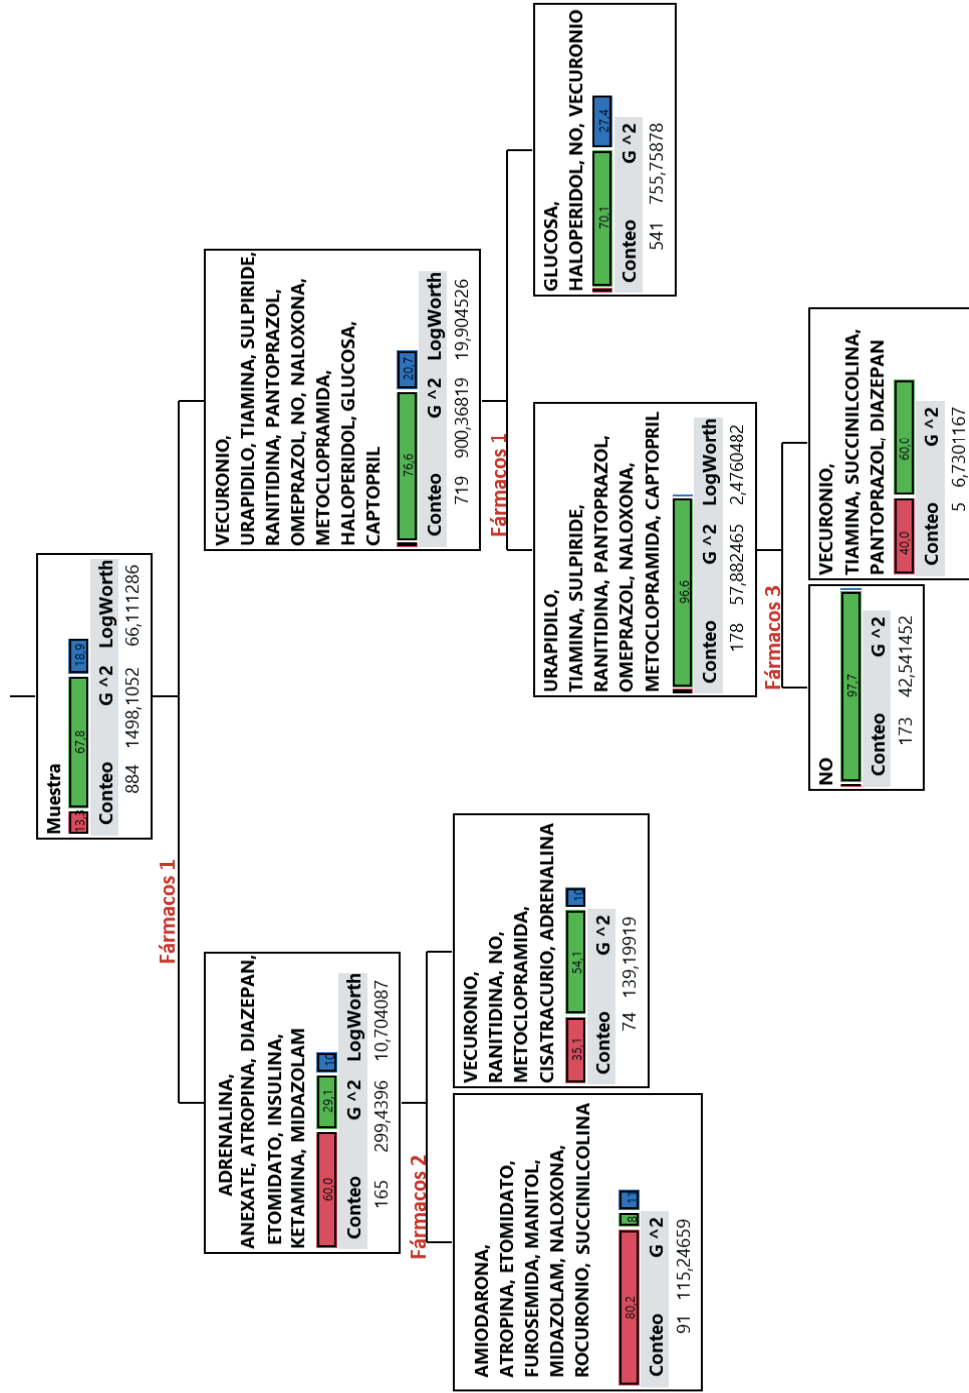 Muestra
13,3 67,8 18,9
Conteo G ^2 LogWorth
884 1498,1052 66,111286
Fármacos 1
ADRENALINA,
ANEXATE, ATROPINA, DIAZEPAN,
ETOMIDATO, INSULINA,
KETAMINA, MIDAZOLAM
60,0 29,1 10
Conteo G ^2 LogWorth
165 299,4396 10,704087
VECURONIO,
URAPIDILO, TIAMINA, SULPIRIDE,
RANITIDINA, PANTOPRAZOL,
OMEPRAZOL, NO, NALOXONA,
METOCLOPRAMIDA,
HALOPERIDOL, GLUCOSA,
CAPTOPRIL
76,6 20,7
Conteo G ^2 LogWorth
719 900,36819 19,904526
Fármacos 2
AMIODARONA,
ATROPINA, ETOMIDATO,
FUROSEMIDA, MANITOL,
MIDAZOLAM, NALOXONA,
ROCURONIO, SUCCINILCOLINA
80,2 8 11
Conteo G ^2
91 115,24659
VECURONIO,
RANITIDINA, NO,
METOCLOPRAMIDA,
CISATRACURIO, ADRENALINA
35,1 54,1 10
Conteo G ^2
74 139,19919
Fármacos 1
URAPIDILO,
TIAMINA, SULPIRIDE,
RANITIDINA, PANTOPRAZOL,
OMEPRAZOL, NALOXONA,
METOCLOPRAMIDA, CAPTOPRIL
96,6
Conteo G ^2 LogWorth
178 57,882465 2,4760482
GLUCOSA,
HALOPERIDOL, NO, VECURONIO
70,1 27,4
Conteo G ^2
541 755,75878
Fármacos 3
NO
97,7
Conteo G ^2
173 42,541452
VECURONIO,
TIAMINA, SUCCINILCOLINA,
PANTOPRAZOL, DIAZEPAN
40,0 60,0
Conteo G ^2
5 6,7301167